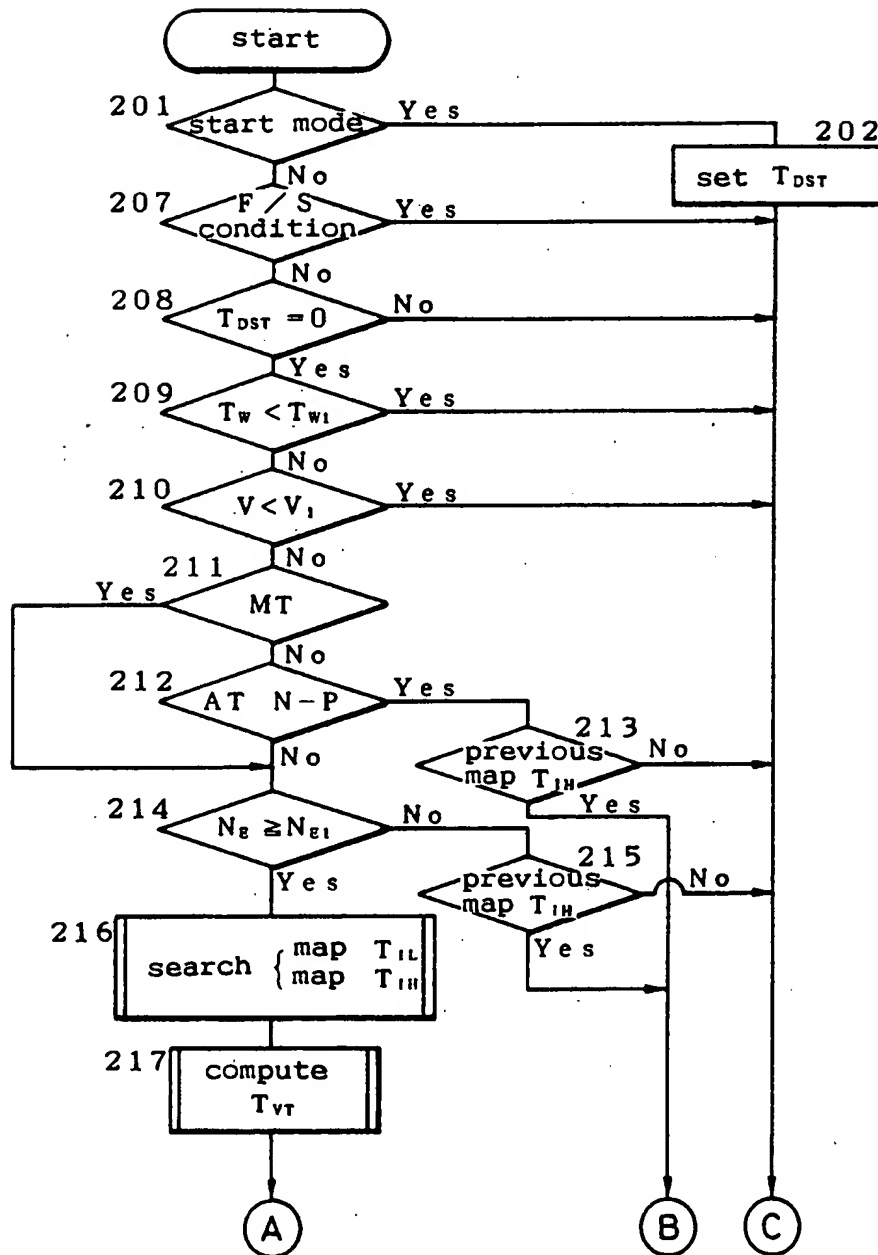 start
201
start mode
Yes
202
set T_DST
No
207
F / S
condition
Yes
No
208
T_DST = 0
No
Yes
209
T_W < T_W1
Yes
No
210
V < V_1
Yes
No
211
Yes
MT
No
212
AT N-P
Yes
213
previous
map T_IH
No
No
Yes
214
N_E ≧ N_E1
No
215
previous
map T_IH
No
Yes
Yes
216
search { map T_IL
map T_IH
217
compute
T_VT
A
B
C